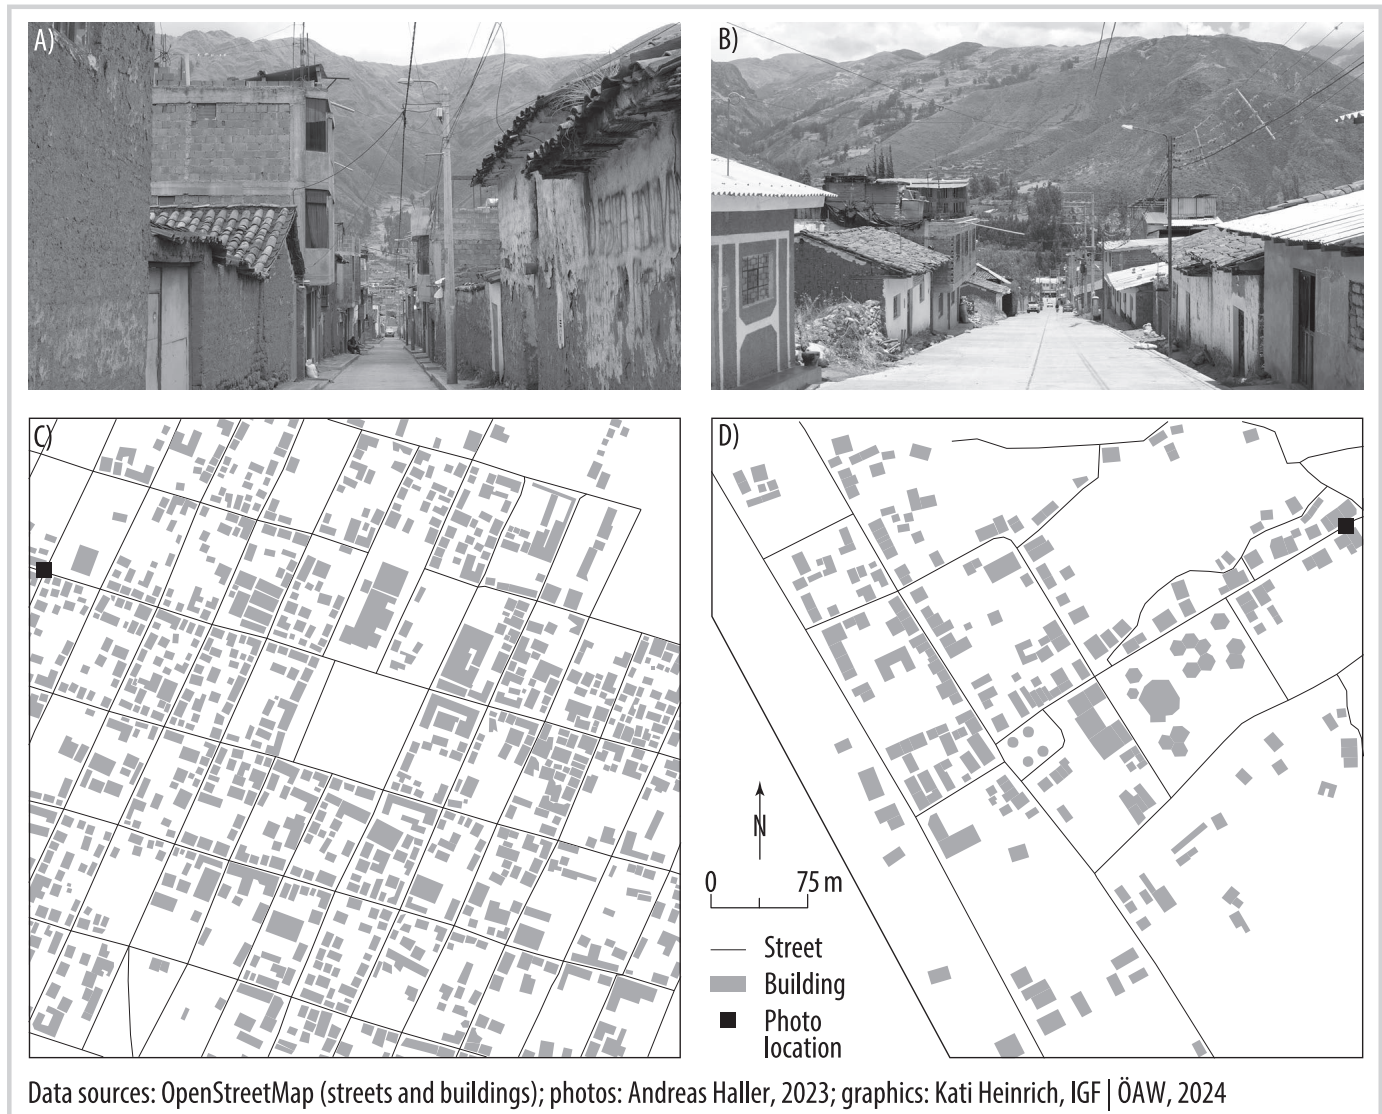 A)
B)
C)
D)
N
0 75 m
Street
Building
Photo
location
Data sources: OpenStreetMap (streets and buildings); photos: Andreas Haller, 2023; graphics: Kati Heinrich, IGF | ÖAW, 2024